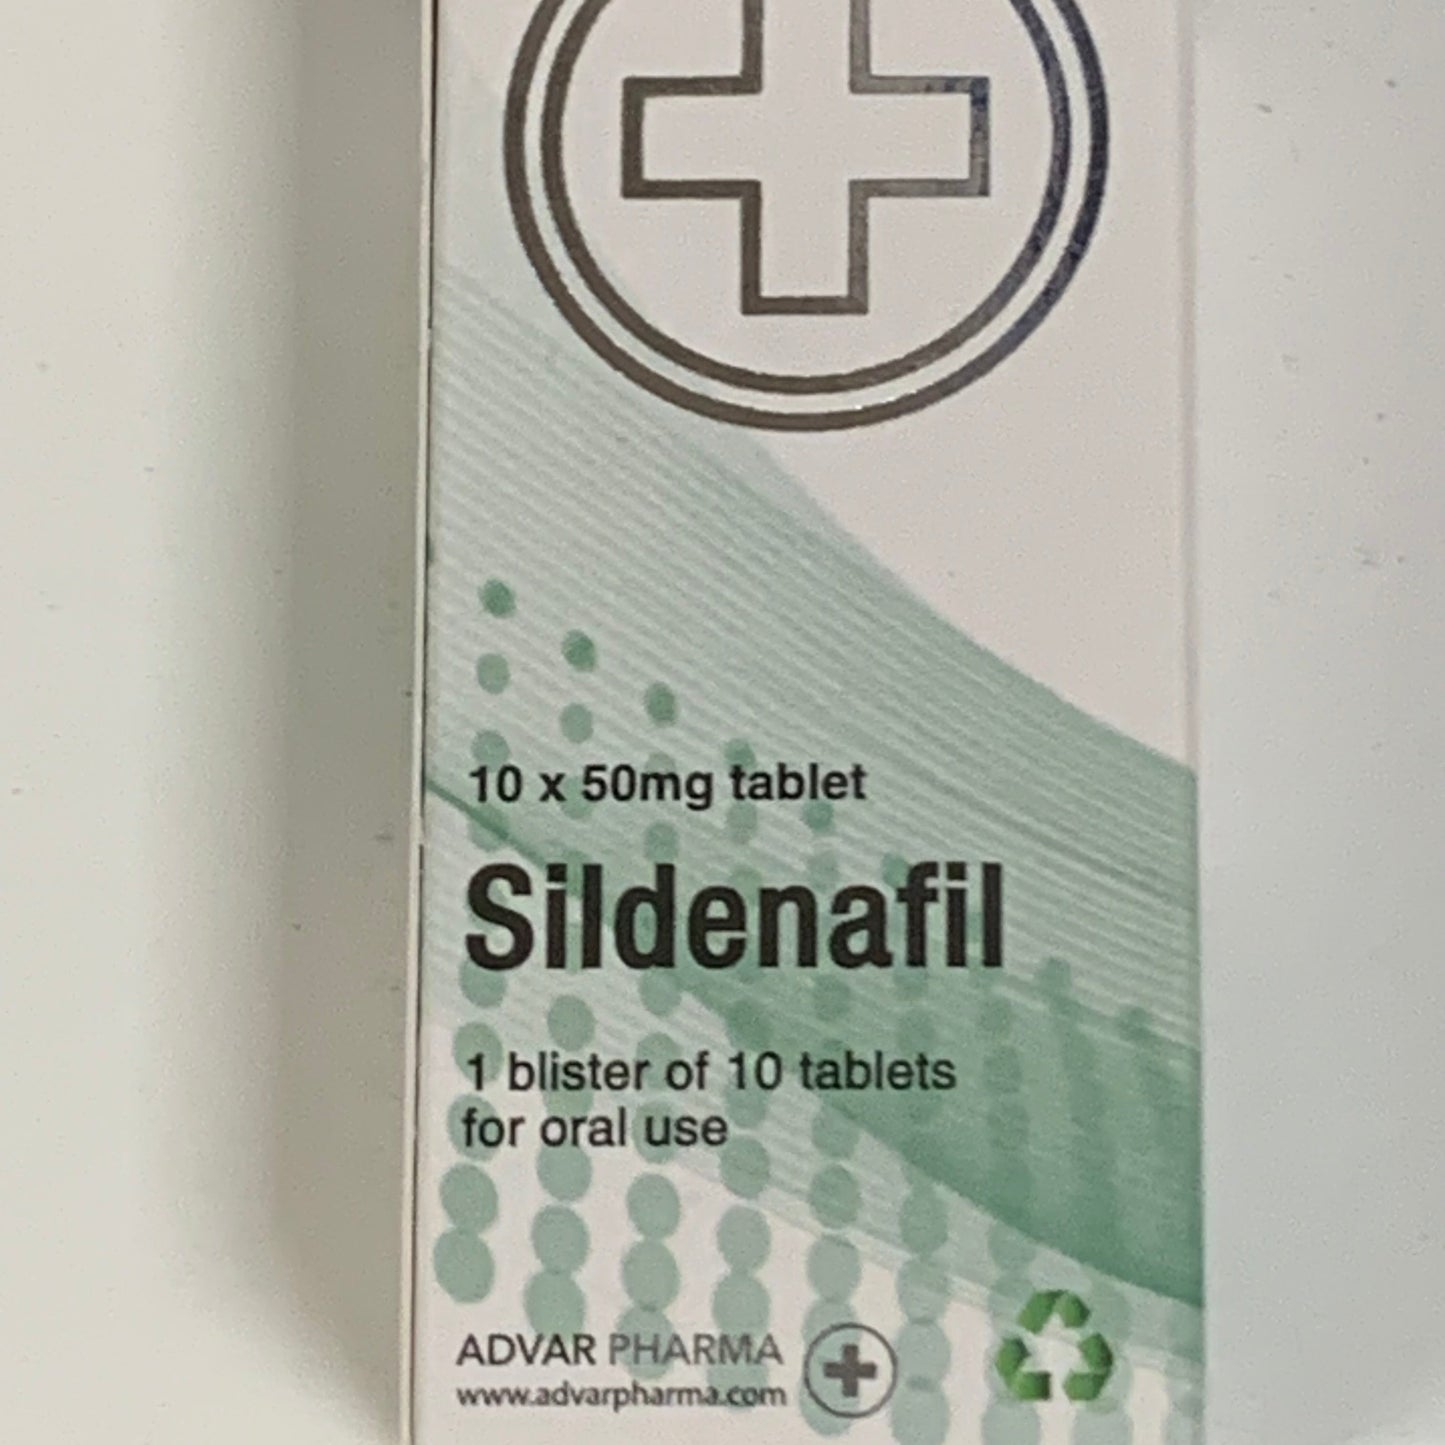 10 x 50mg tablet
Sildenafil
1 blister of 10 tablets
for oral use
ADVAR PHARMA
www.advarpharma.com